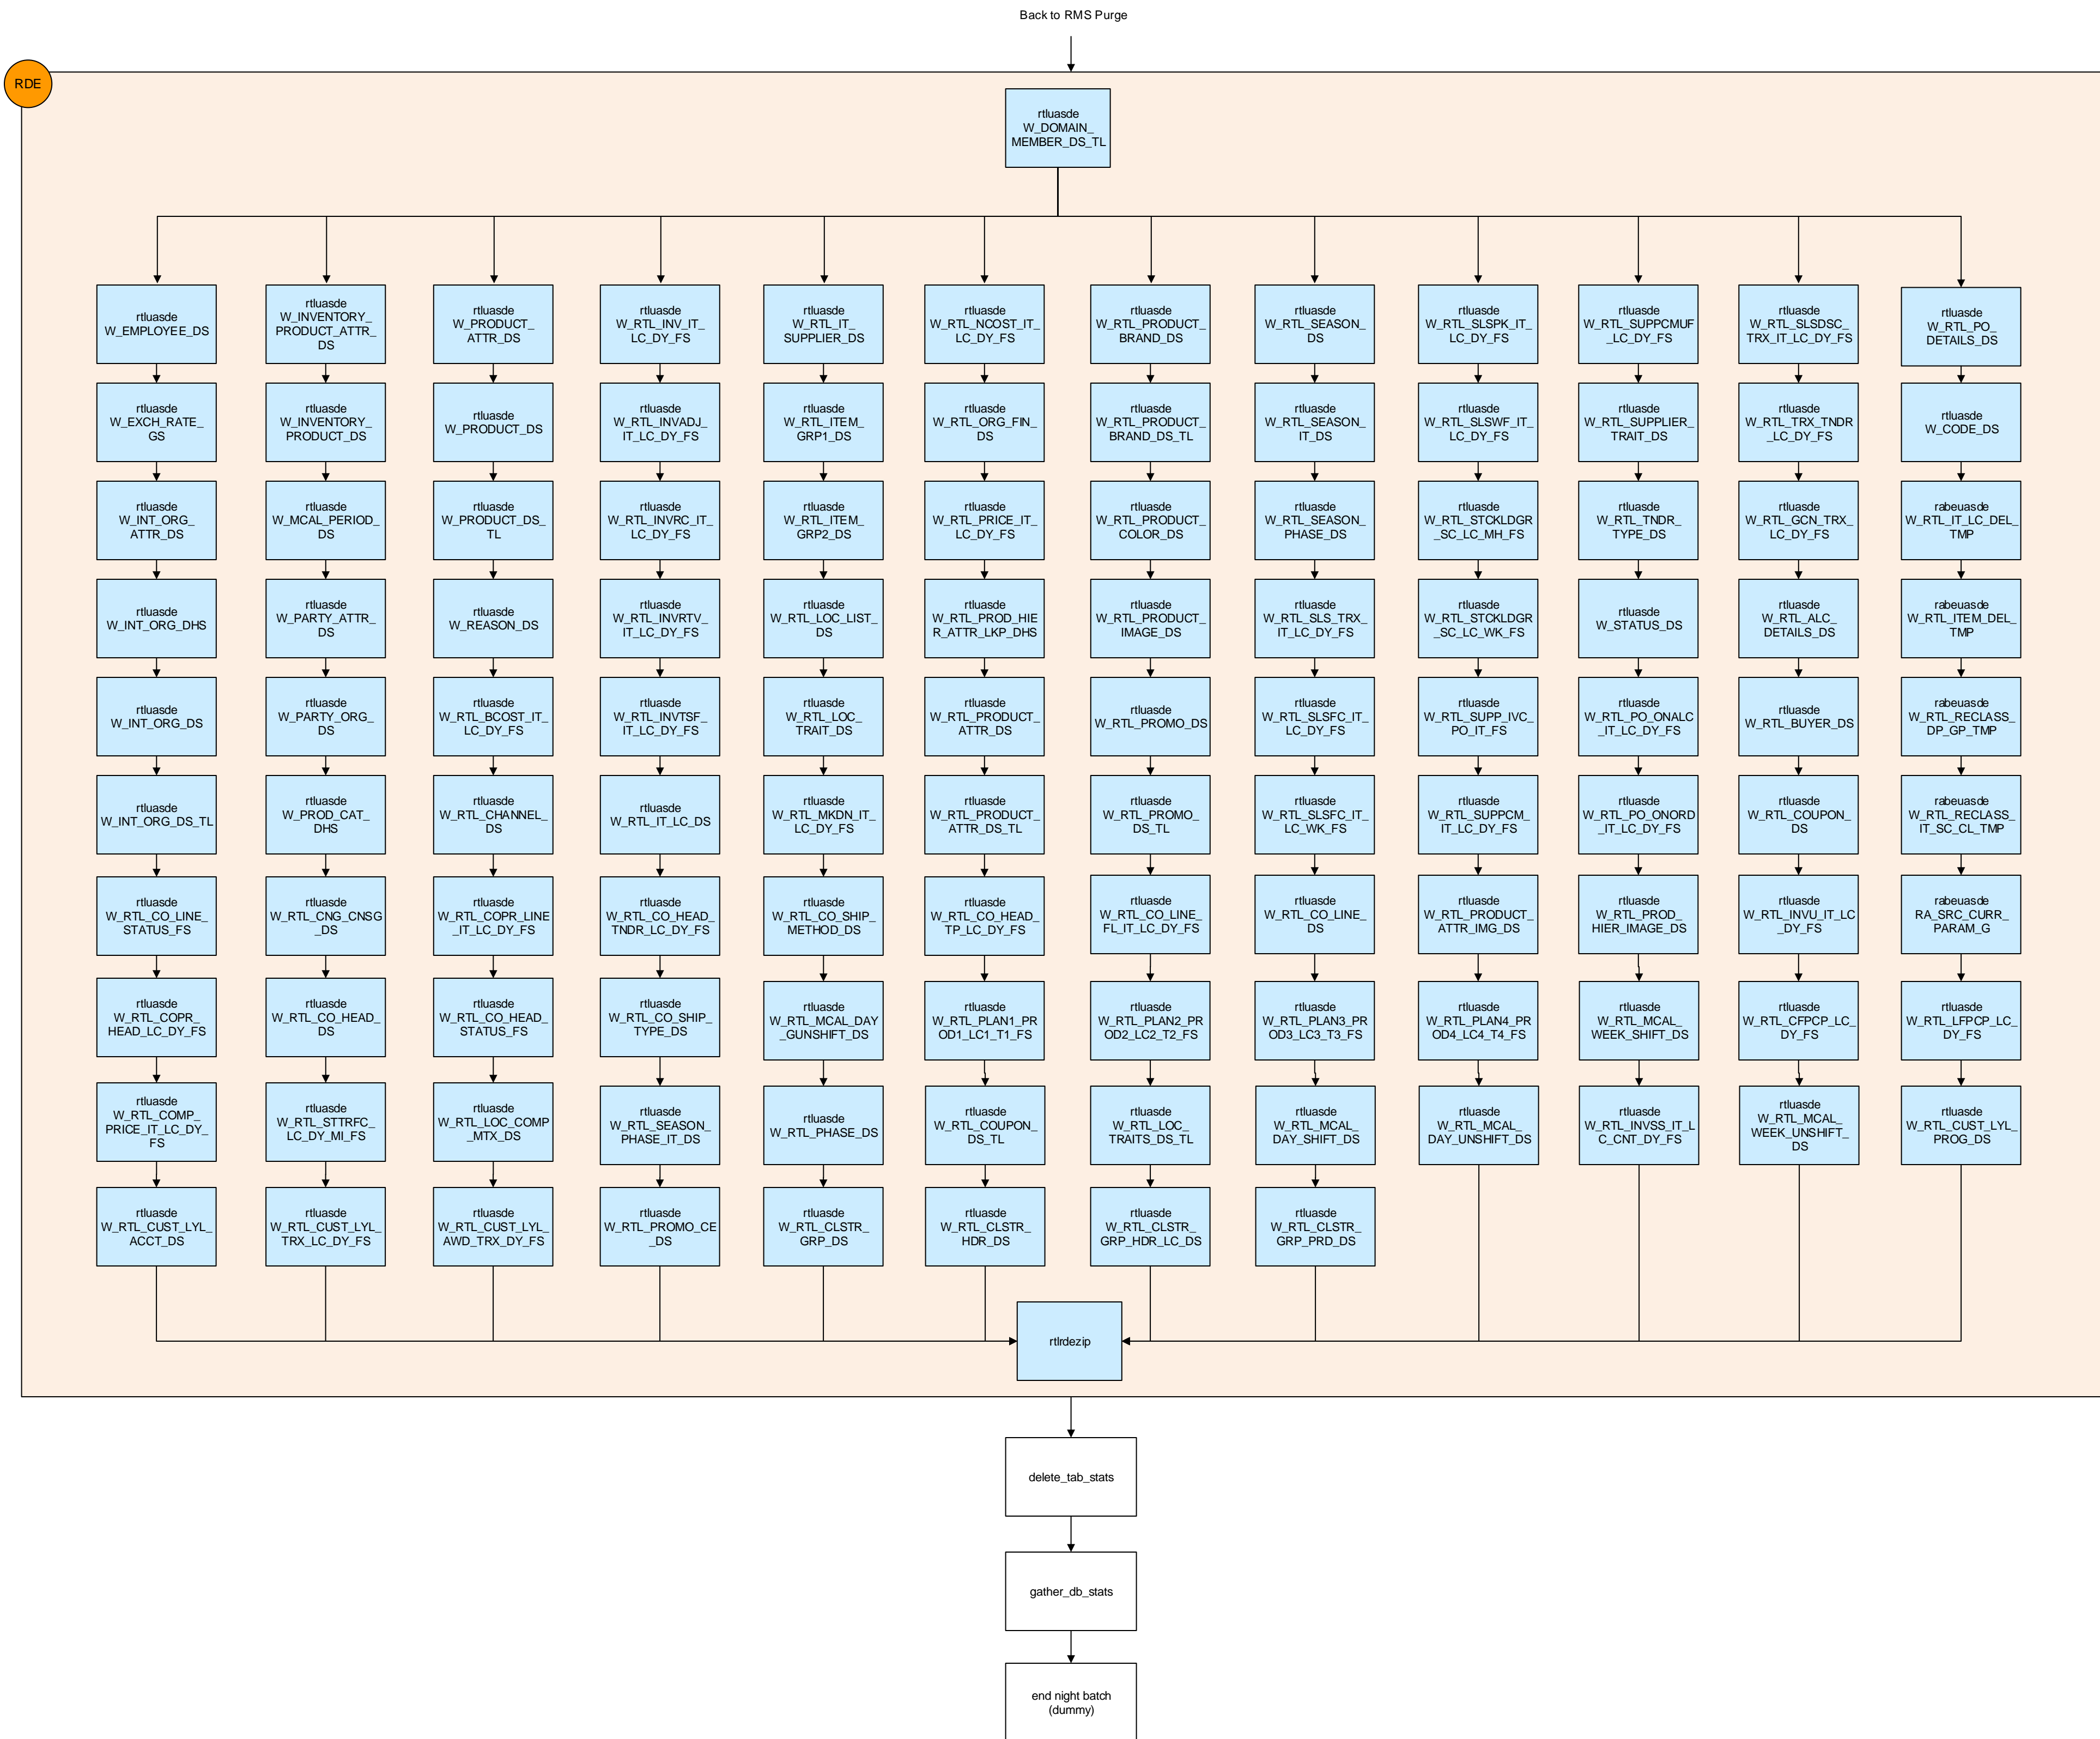 Back to RMS Purge
RDE
rtluasde
W_DOMAIN_
MEMBER_DS_TL
rtluasde
W_EMPLOYEE_DS
rtluasde
W_INVENTORY_
PRODUCT_ATTR_
DS
rtluasde
W_PRODUCT_
ATTR_DS
rtluasde
W_RTL_INV_IT_
LC_DY_FS
rtluasde
W_RTL_IT_
SUPPLIER_DS
rtluasde
W_RTL_NCOST_IT_
LC_DY_FS
rtluasde
W_RTL_PRODUCT_
BRAND_DS
rtluasde
W_RTL_SEASON_
DS
rtluasde
W_RTL_SLSPK_IT_
LC_DY_FS
rtluasde
W_RTL_SUPPCMUF
_LC_DY_FS
rtluasde
W_RTL_SLSDSC_
TRX_IT_LC_DY_FS
rtluasde
W_RTL_PO_
DETAILS_DS
rtluasde
W_EXCH_RATE_
GS
rtluasde
W_INVENTORY_
PRODUCT_DS
rtluasde
W_PRODUCT_DS
rtluasde
W_RTL_INVADJ_
IT_LC_DY_FS
rtluasde
W_RTL_ITEM_
GRP1_DS
rtluasde
W_RTL_ORG_FIN_
DS
rtluasde
W_RTL_PRODUCT_
BRAND_DS_TL
rtluasde
W_RTL_SEASON_
IT_DS
rtluasde
W_RTL_SLSWF_IT_
LC_DY_FS
rtluasde
W_RTL_SUPPLIER_
TRAIT_DS
rtluasde
W_RTL_TRX_TNDR
_LC_DY_FS
rtluasde
W_CODE_DS
rtluasde
W_INT_ORG_
ATTR_DS
rtluasde
W_MCAL_PERIOD_
DS
rtluasde
W_PRODUCT_DS_
TL
rtluasde
W_RTL_INVRC_IT_
LC_DY_FS
rtluasde
W_RTL_ITEM_
GRP2_DS
rtluasde
W_RTL_PRICE_IT_
LC_DY_FS
rtluasde
W_RTL_PRODUCT_
COLOR_DS
rtluasde
W_RTL_SEASON_
PHASE_DS
rtluasde
W_RTL_STCKLDGR
_SC_LC_MH_FS
rtluasde
W_RTL_TNDR_
TYPE_DS
rtluasde
W_RTL_GCN_TRX_
LC_DY_FS
rabeuasde
W_RTL_IT_LC_DEL_
TMP
rtluasde
W_INT_ORG_DHS
rtluasde
W_PARTY_ATTR_
DS
rtluasde
W_REASON_DS
rtluasde
W_RTL_INVRTV_
IT_LC_DY_FS
rtluasde
W_RTL_LOC_LIST_
DS
rtluasde
W_RTL_PROD_HIE
R_ATTR_LKP_DHS
rtluasde
W_RTL_PRODUCT_
IMAGE_DS
rtluasde
W_RTL_SLS_TRX_
IT_LC_DY_FS
rtluasde
W_RTL_STCKLDGR
_SC_LC_WK_FS
rtluasde
W_STATUS_DS
rtluasde
W_RTL_ALC_
DETAILS_DS
rabeuasde
W_RTL_ITEM_DEL_
TMP
rtluasde
W_INT_ORG_DS
rtluasde
W_PARTY_ORG_
DS
rtluasde
W_RTL_BCOST_IT_
LC_DY_FS
rtluasde
W_RTL_INVTSF_
IT_LC_DY_FS
rtluasde
W_RTL_LOC_
TRAIT_DS
rtluasde
W_RTL_PRODUCT_
ATTR_DS
rtluasde
W_RTL_PROMO_DS
rtluasde
W_RTL_SLSFC_IT_
LC_DY_FS
rtluasde
W_RTL_SUPP_IVC_
PO_IT_FS
rtluasde
W_RTL_PO_ONALC
_IT_LC_DY_FS
rtluasde
W_RTL_BUYER_DS
rabeuasde
W_RTL_RECLASS_
DP_GP_TMP
rtluasde
W_INT_ORG_DS_TL
rtluasde
W_PROD_CAT_
DHS
rtluasde
W_RTL_CHANNEL_
DS
rtluasde
W_RTL_IT_LC_DS
rtluasde
W_RTL_MKDN_IT_
LC_DY_FS
rtluasde
W_RTL_PRODUCT_
ATTR_DS_TL
rtluasde
W_RTL_PROMO_
DS_TL
rtluasde
W_RTL_SLSFC_IT_
LC_WK_FS
rtluasde
W_RTL_SUPPCM_
IT_LC_DY_FS
rtluasde
W_RTL_PO_ONORD
_IT_LC_DY_FS
rtluasde
W_RTL_COUPON_
DS
rabeuasde
W_RTL_RECLASS_
IT_SC_CL_TMP
rtluasde
W_RTL_CO_LINE_
STATUS_FS
rtluasde
W_RTL_CNG_CNSG
_DS
rtluasde
W_RTL_COPR_LINE
_IT_LC_DY_FS
rtluasde
W_RTL_CO_HEAD_
TNDR_LC_DY_FS
rtluasde
W_RTL_CO_SHIP_
METHOD_DS
rtluasde
W_RTL_CO_HEAD_
TP_LC_DY_FS
rtluasde
W_RTL_CO_LINE_
FL_IT_LC_DY_FS
rtluasde
W_RTL_CO_LINE_
DS
rtluasde
W_RTL_PRODUCT_
ATTR_IMG_DS
rtluasde
W_RTL_PROD_
HIER_IMAGE_DS
rtluasde
W_RTL_INVU_IT_LC
_DY_FS
rabeuasde
RA_SRC_CURR_
PARAM_G
rtluasde
W_RTL_COPR_
HEAD_LC_DY_FS
rtluasde
W_RTL_CO_HEAD_
DS
rtluasde
W_RTL_CO_HEAD_
STATUS_FS
rtluasde
W_RTL_CO_SHIP_
TYPE_DS
rtluasde
W_RTL_MCAL_DAY
_GUNSHIFT_DS
rtluasde
W_RTL_PLAN1_PR
OD1_LC1_T1_FS
rtluasde
W_RTL_PLAN2_PR
OD2_LC2_T2_FS
rtluasde
W_RTL_PLAN3_PR
OD3_LC3_T3_FS
rtluasde
W_RTL_PLAN4_PR
OD4_LC4_T4_FS
rtluasde
W_RTL_MCAL_
WEEK_SHIFT_DS
rtluasde
W_RTL_CFPCP_LC_
DY_FS
rtluasde
W_RTL_LFPCP_LC_
DY_FS
rtluasde
W_RTL_COMP_
PRICE_IT_LC_DY_
FS
rtluasde
W_RTL_STTRFC_
LC_DY_MI_FS
rtluasde
W_RTL_LOC_COMP
_MTX_DS
rtluasde
W_RTL_SEASON_
PHASE_IT_DS
rtluasde
W_RTL_PHASE_DS
rtluasde
W_RTL_COUPON_
DS_TL
rtluasde
W_RTL_LOC_
TRAITS_DS_TL
rtluasde
W_RTL_MCAL_
DAY_SHIFT_DS
rtluasde
W_RTL_MCAL_
DAY_UNSHIFT_DS
rtluasde
W_RTL_INVSS_IT_L
C_CNT_DY_FS
rtluasde
W_RTL_MCAL_
WEEK_UNSHIFT_
DS
rtluasde
W_RTL_CUST_LYL_
PROG_DS
rtluasde
W_RTL_CUST_LYL_
ACCT_DS
rtluasde
W_RTL_CUST_LYL_
TRX_LC_DY_FS
rtluasde
W_RTL_CUST_LYL_
AWD_TRX_DY_FS
rtluasde
W_RTL_PROMO_CE
_DS
rtluasde
W_RTL_CLSTR_
GRP_DS
rtluasde
W_RTL_CLSTR_
HDR_DS
rtluasde
W_RTL_CLSTR_
GRP_HDR_LC_DS
rtluasde
W_RTL_CLSTR_
GRP_PRD_DS
rtlrdezip
delete_tab_stats
gather_db_stats
end night batch
(dummy)